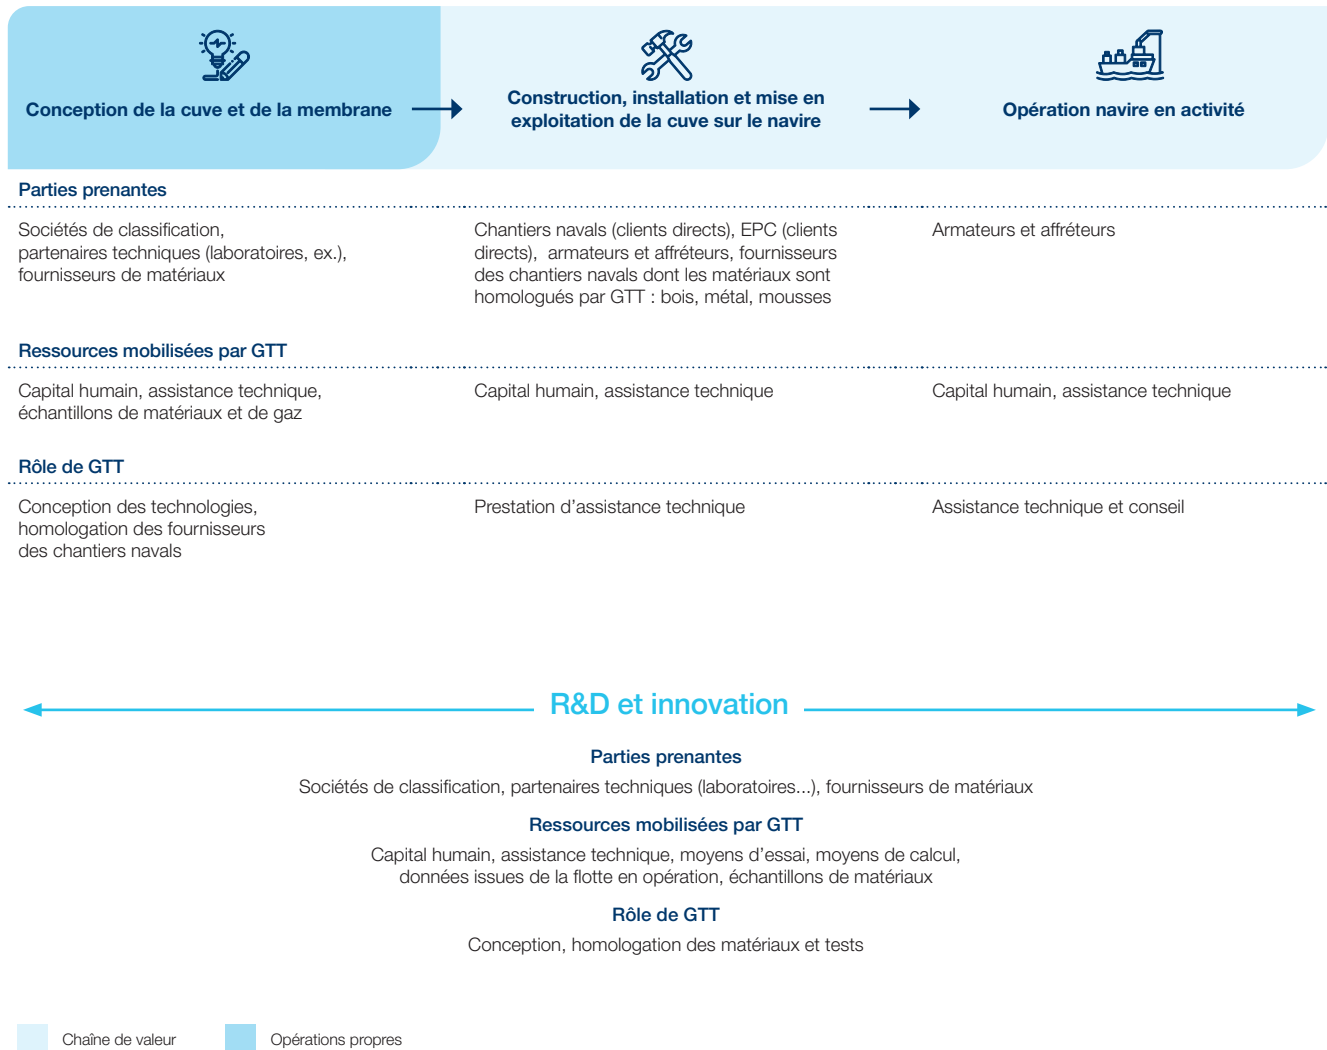 Conception de la cuve et de la membrane
Construction, installation et mise en
exploitation de la cuve sur le navire
Opération navire en activité
Parties prenantes
Sociétés de classification,
partenaires techniques (laboratoires, ex.),
fournisseurs de matériaux
Chantiers navals (clients directs), EPC (clients
directs), armateurs et affréteurs, fournisseurs
des chantiers navals dont les matériaux sont
homologués par GTT : bois, métal, mousses
Armateurs et affréteurs
Ressources mobilisées par GTT
Capital humain, assistance technique,
échantillons de matériaux et de gaz
Capital humain, assistance technique
Capital humain, assistance technique
Rôle de GTT
Conception des technologies,
homologation des fournisseurs
des chantiers navals
Prestation d'assistance technique
Assistance technique et conseil
R&D et innovation
Parties prenantes
Sociétés de classification, partenaires techniques (laboratoires...), fournisseurs de matériaux
Ressources mobilisées par GTT
Capital humain, assistance technique, moyens d'essai, moyens de calcul,
données issues de la flotte en opération, échantillons de matériaux
Rôle de GTT
Conception, homologation des matériaux et tests
Chaîne de valeur
Opérations propres